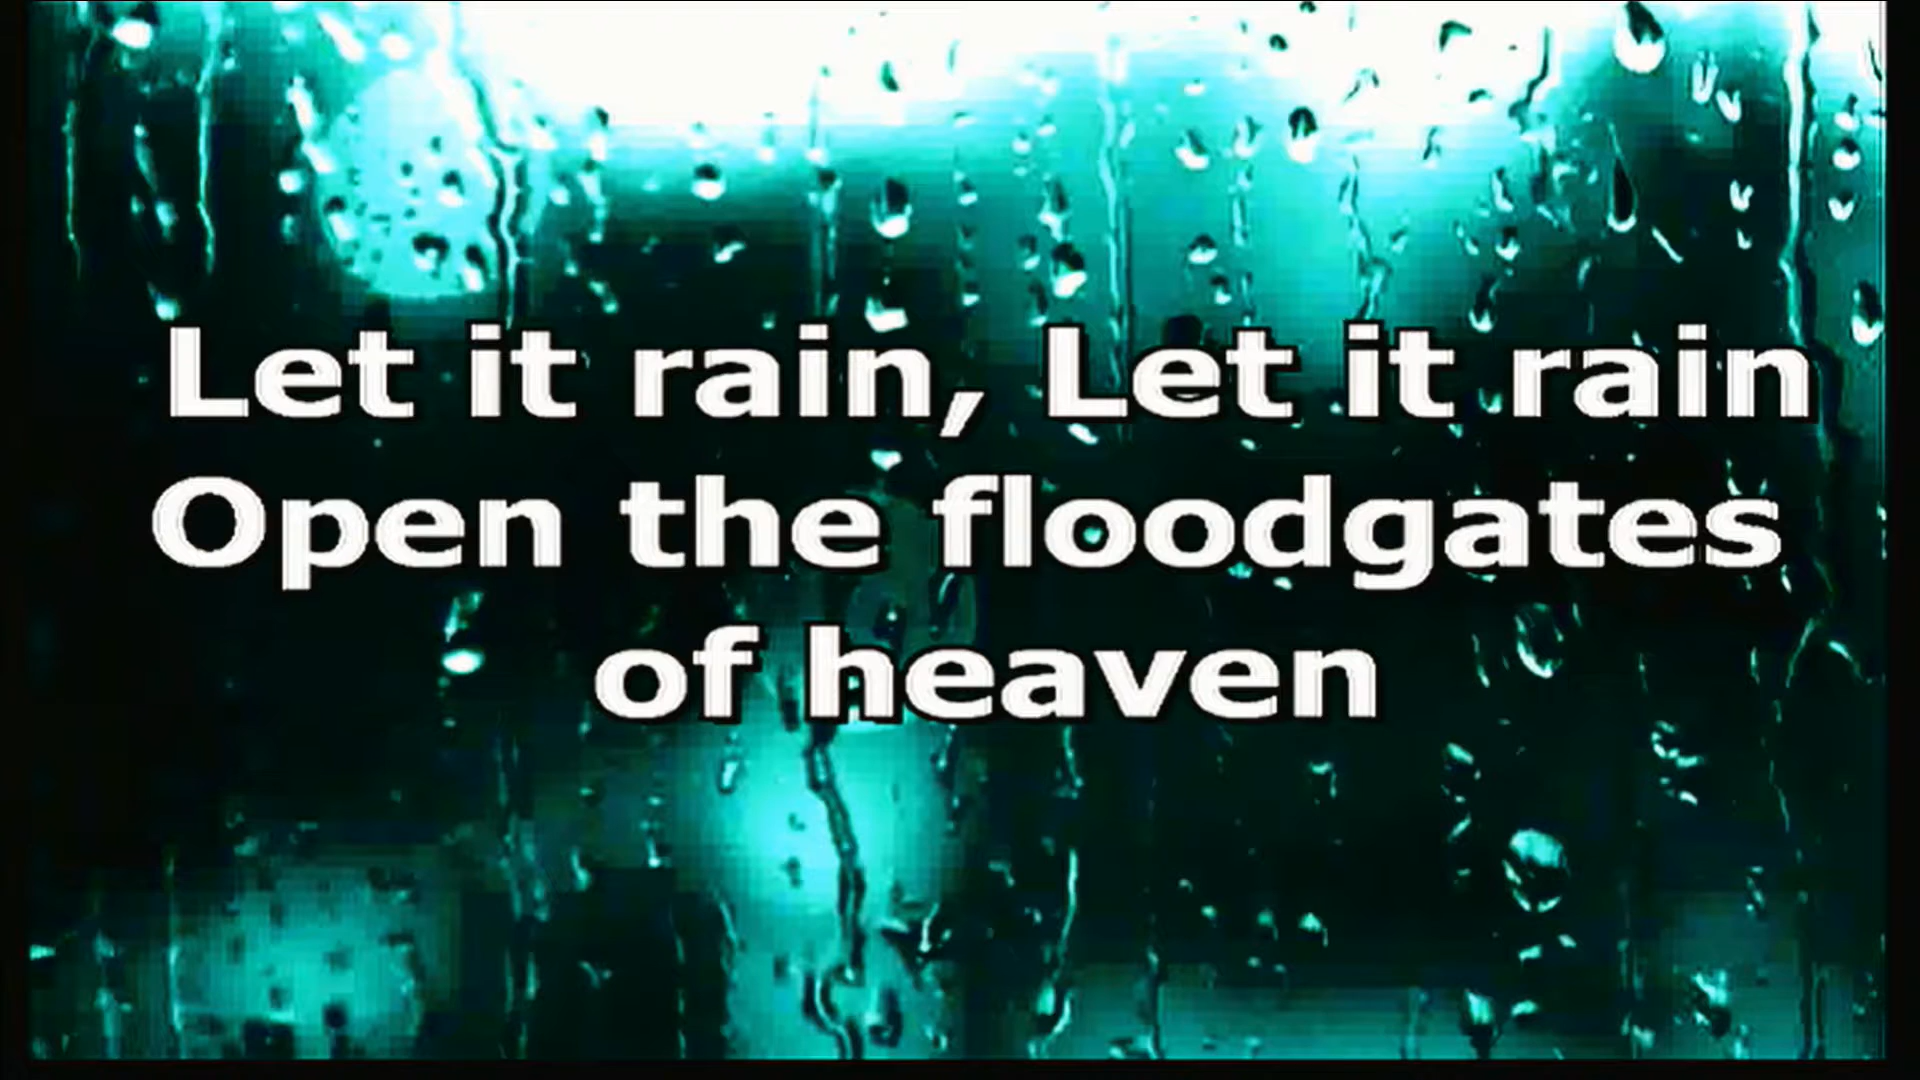 Let it rain, Let it rain
Open the floodgates
of heaven